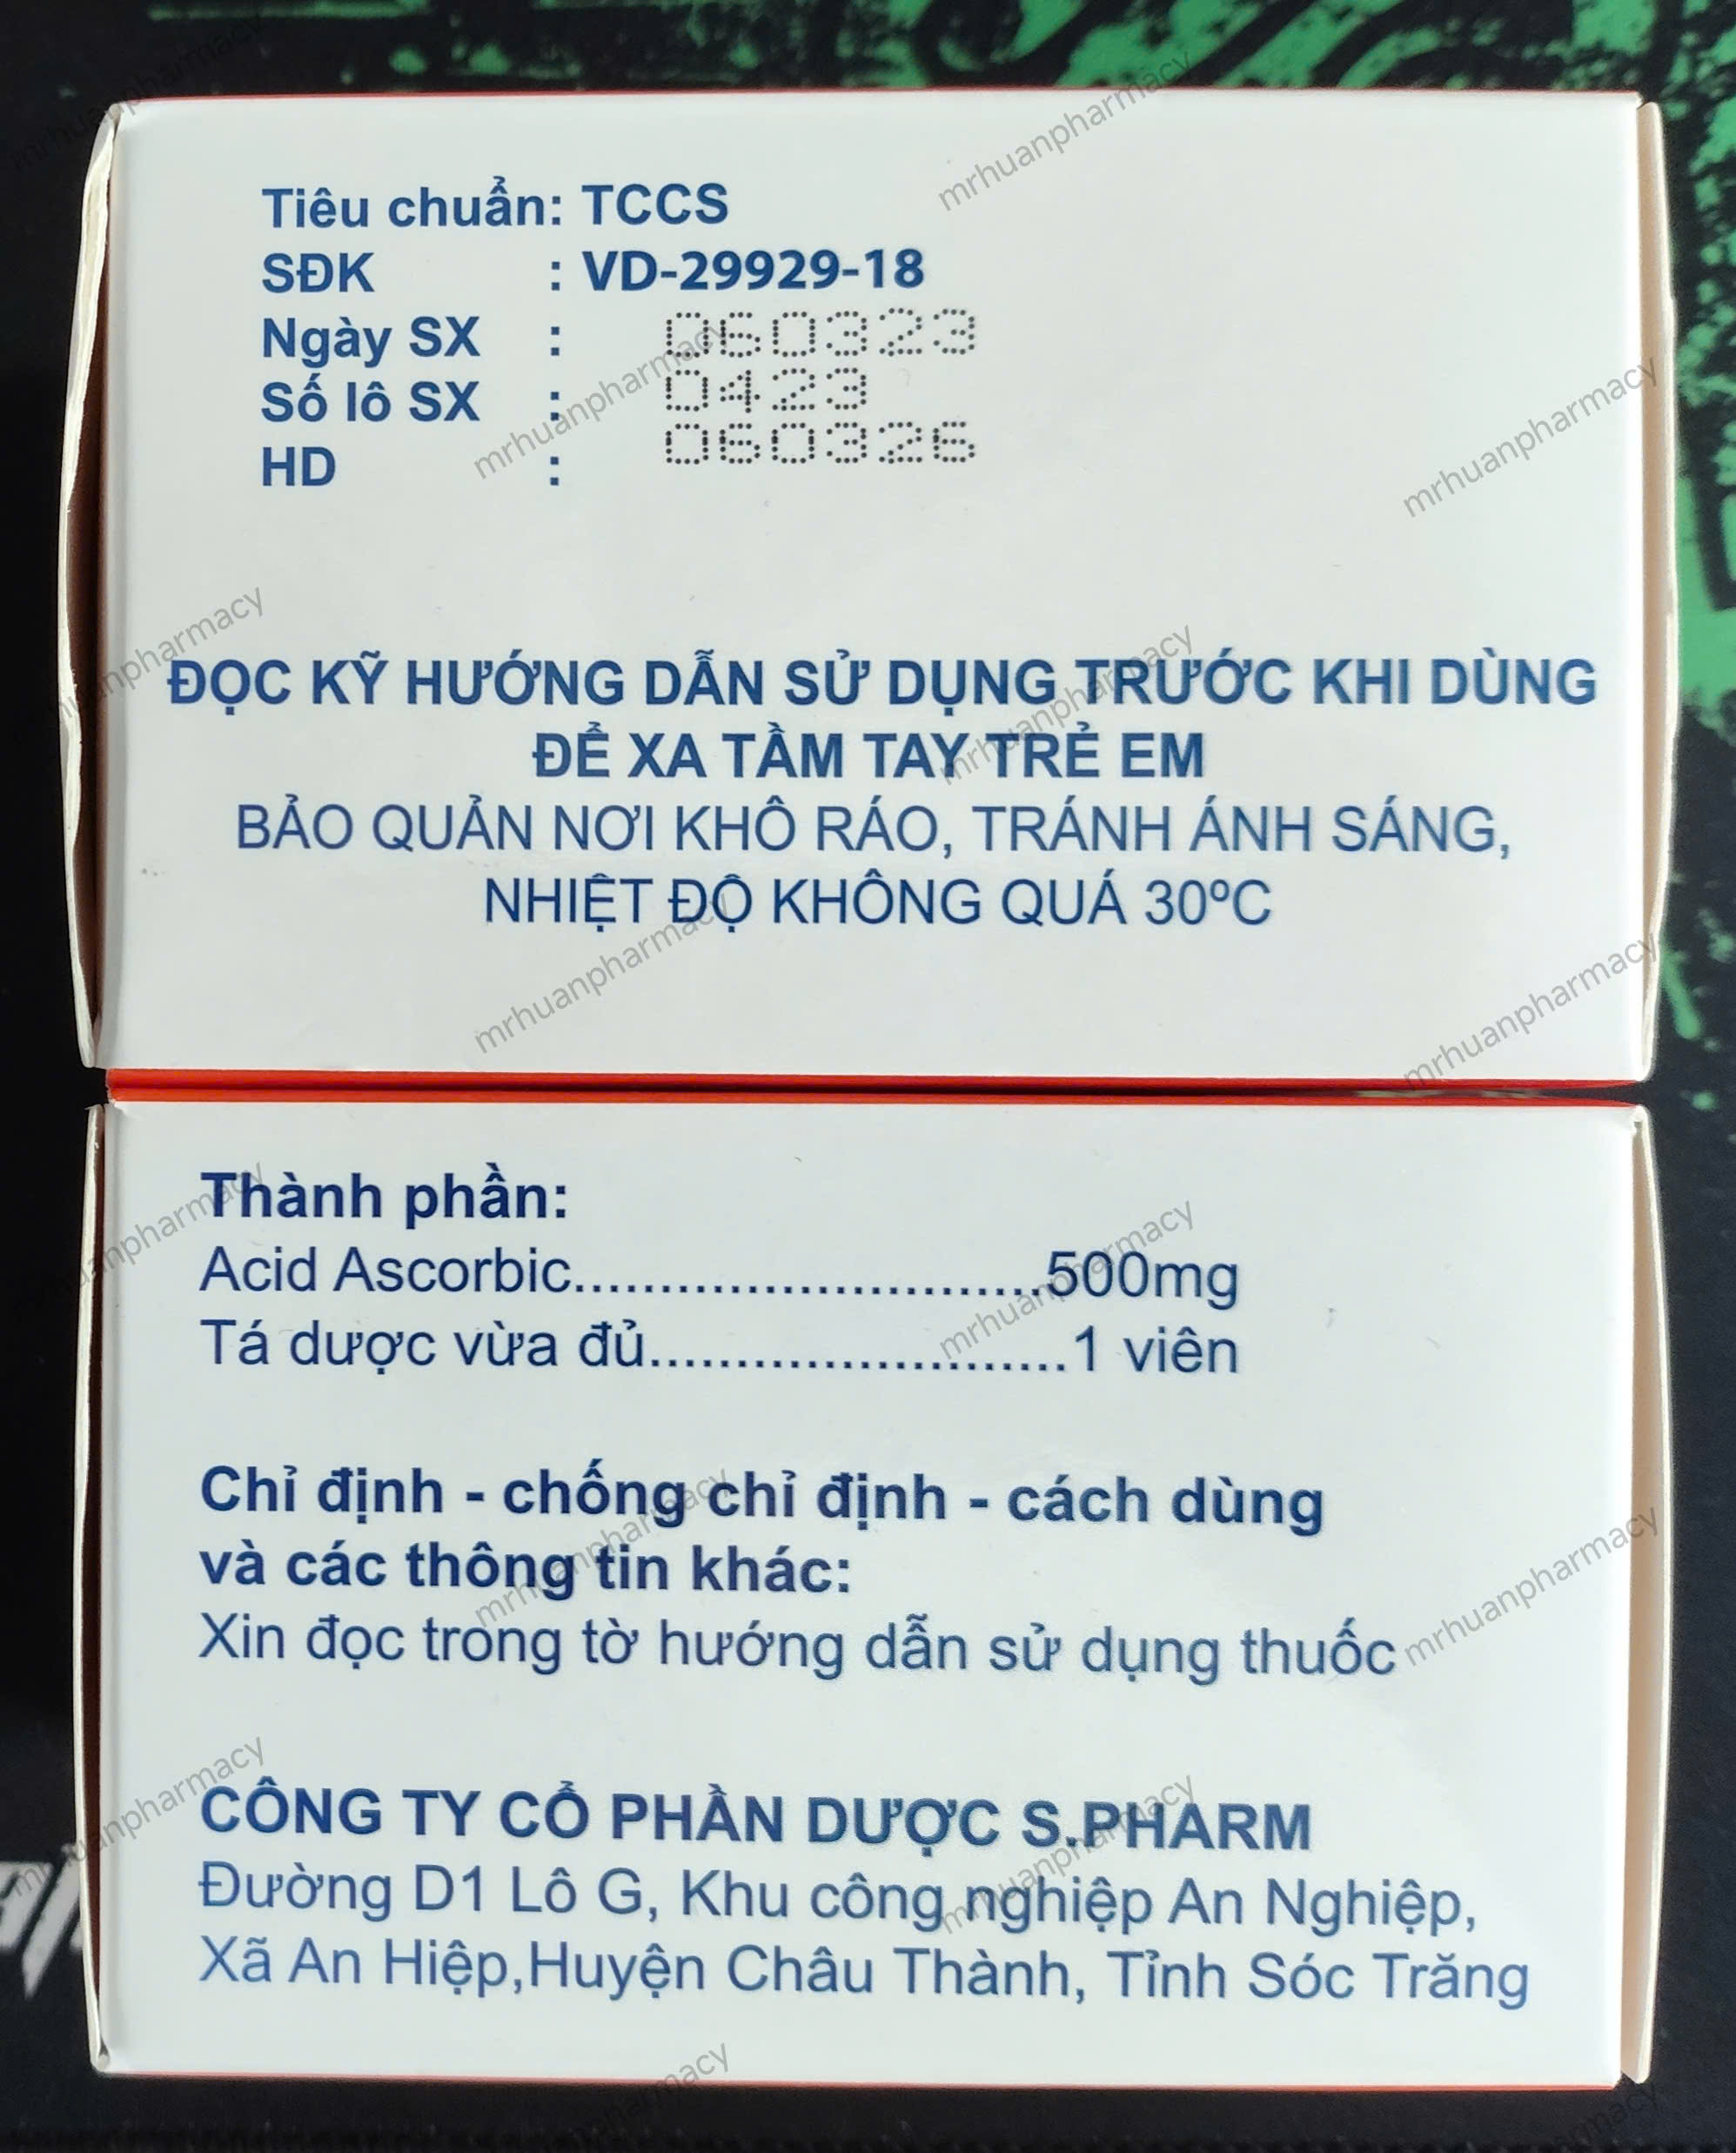 Tiêu chuẩn: TCCS
SĐK : VD-29929-18
Ngày SX : 060323
Số lô SX : 0423
HD : 060326
ĐỌC KỸ HƯỚNG DẪN SỬ DỤNG TRƯỚC KHI DÙNG
ĐỂ XA TẦM TAY TRẺ EM
BẢO QUẢN NƠI KHÔ RÁO, TRÁNH ÁNH SÁNG,
NHIỆT ĐỘ KHÔNG QUÁ 30ºC
Thành phần:
Acid Ascorbic............................500mg
Tá dược vừa đủ.........................1 viên
Chỉ định - chống chỉ định - cách dùng
và các thông tin khác:
Xin đọc trong tờ hướng dẫn sử dụng thuốc
CÔNG TY CỔ PHẦN DƯỢC S.PHARM
Đường D1 Lô G, Khu công nghiệp An Nghiệp,
Xã An Hiệp,Huyện Châu Thành, Tỉnh Sóc Trăng
mrhuanpharmacy